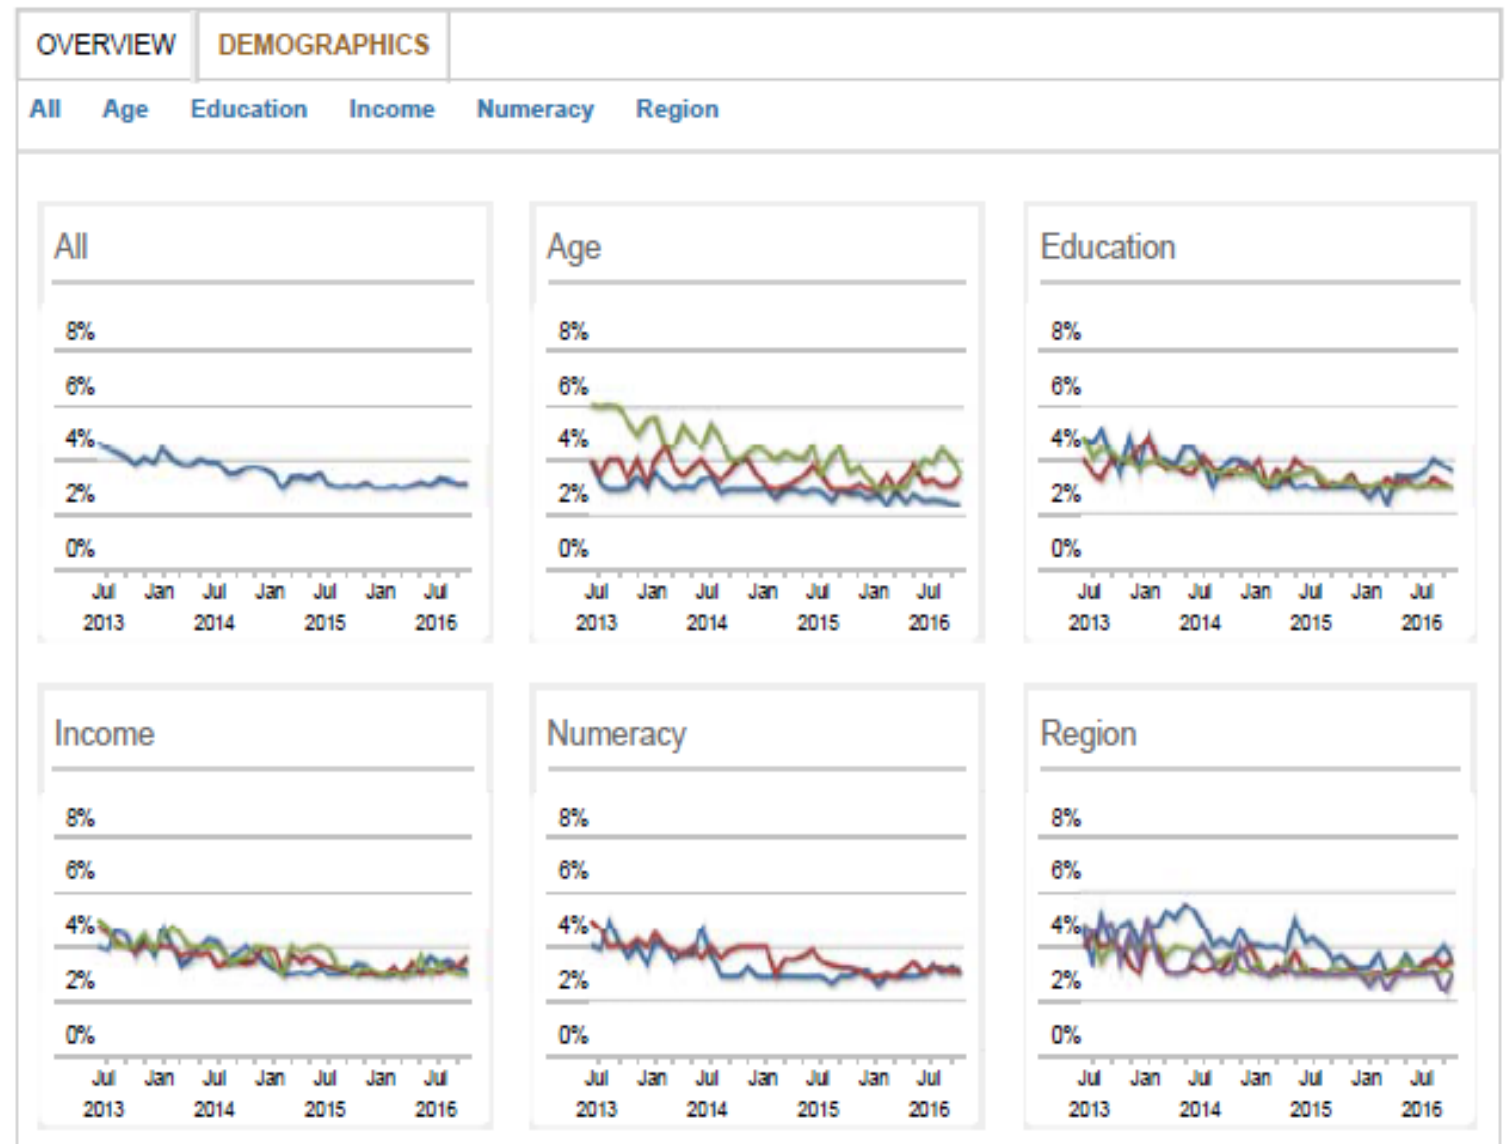 OVERVIEW DEMOGRAPHICS
All Age Education Income Numeracy Region
All
8%
6%
4%
2%
0%
Jul Jan Jul Jan Jul Jan Jul
2013 2014 2015 2016
Age
8%
6%
4%
2%
0%
Jul Jan Jul Jan Jul Jan Jul
2013 2014 2015 2016
Education
8%
6%
4%
2%
0%
Jul Jan Jul Jan Jul Jan Jul
2013 2014 2015 2016
Income
8%
6%
4%
2%
0%
Jul Jan Jul Jan Jul Jan Jul
2013 2014 2015 2016
Numeracy
8%
6%
4%
2%
0%
Jul Jan Jul Jan Jul Jan Jul
2013 2014 2015 2016
Region
8%
6%
4%
2%
0%
Jul Jan Jul Jan Jul Jan Jul
2013 2014 2015 2016